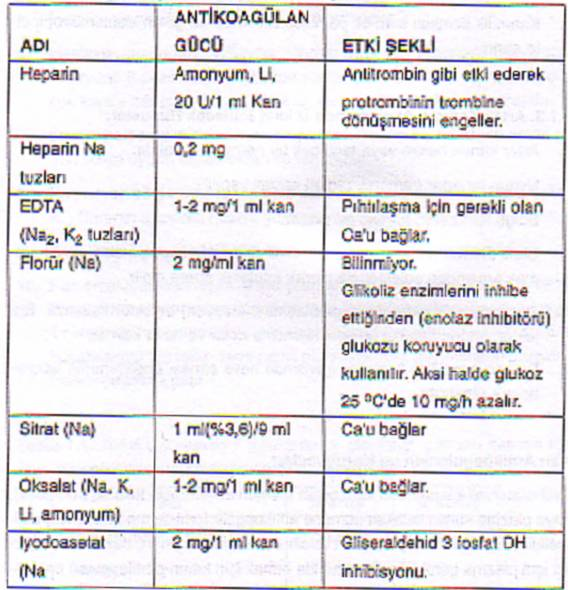 ADI
ANTİKOAGÜLAN
GÜCÜ
ETKİ ŞEKLİ
Heparin
Amonyum, Li,
20 U/1 ml Kan
Antitrombin gibi etki ederek
protrombinin trombine
dönüşmesini engeller.
Heparin Na
tuzları
0,2 mg
EDTA
(Na2, K2 tuzları)
1-2 mg/1 ml kan
Pıhtılaşma için gerekli olan
Ca'u bağlar.
Florür (Na)
2 mg/ml kan
Bilinmiyor.
Glikoliz enzimlerini inhibe
ettiğinden (enolaz inhibitörü)
glukozu koruyucu olarak
kullanılır. Aksi halde glukoz
25 ºC'de 10 mg/h azalır.
Sitrat (Na)
1 ml(%3,6)/9 ml
kan
Ca'u bağlar
Oksalat (Na, K,
Li, amonyum)
1-2 mg/1 ml kan
Ca'u bağlar.
Iyodoasetat
(Na
2 mg/1 ml kan
Gliseraldehid 3 fosfat DH
inhibisyonu.